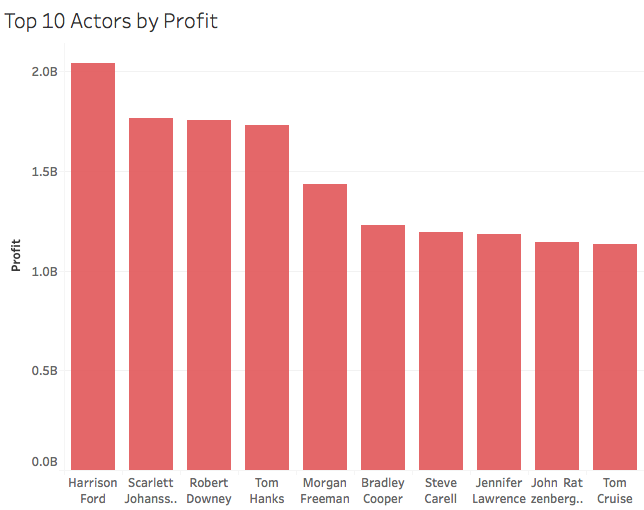 Top 10 Actors by Profit
2.0B
1.5B
1.0B
0.5B
0.0B
Profit
Harrison Ford
Scarlett Johanss..
Robert Downey
Tom Hanks
Morgan Freeman
Bradley Cooper
Steve Carell
Jennifer Lawrence
John Rat zenberg..
Tom Cruise